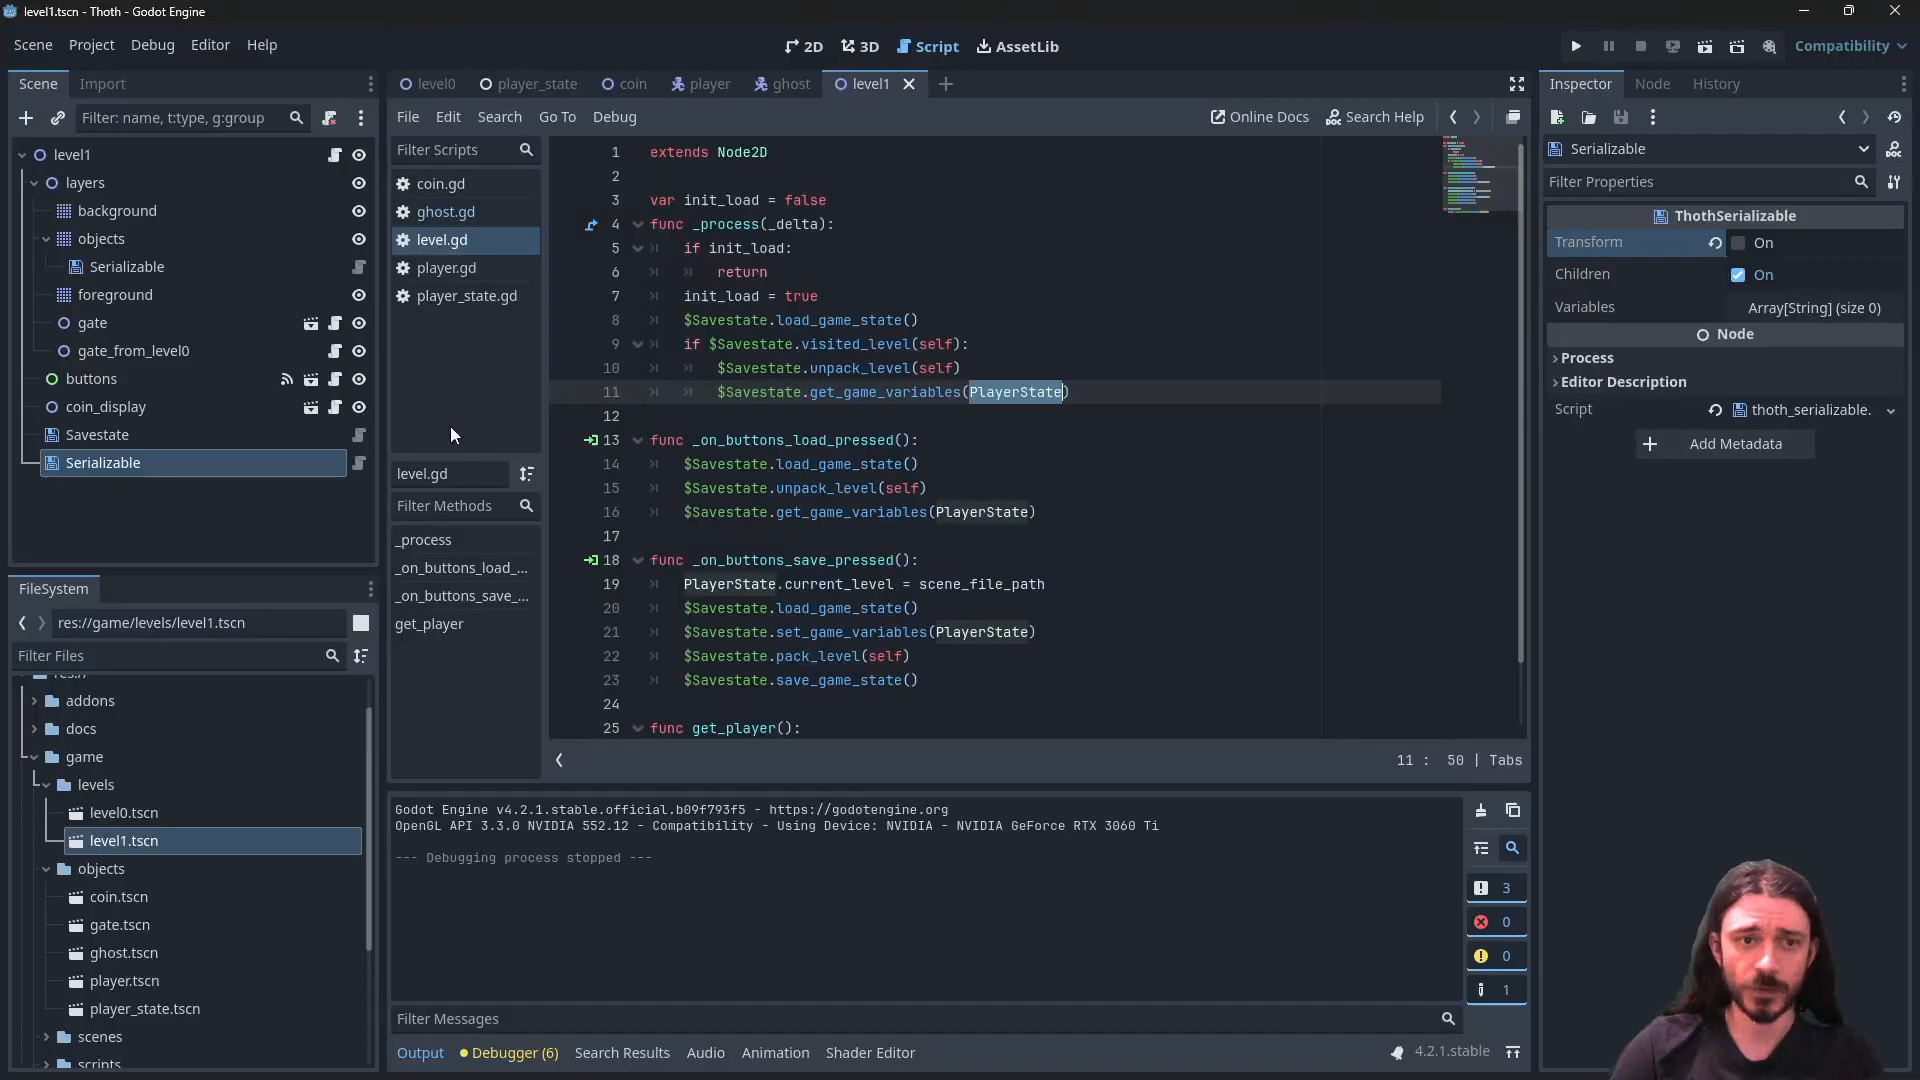 level1.tscn - Thoth - Godot Engine
Scene Project Debug Editor Help
2D 3D Script AssetLib
Compatibility
Scene Import
Filter: name, t:type, g:group
level1
layers
background
objects
Serializable
foreground
gate
gate_from_level0
buttons
coin_display
Savestate
Serializable
FileSystem
res://game/levels/level1.tscn
Filter Files
res://
addons
docs
game
levels
level0.tscn
level1.tscn
objects
coin.tscn
gate.tscn
ghost.tscn
player.tscn
player_state.tscn
scenes
scripts
level0 player_state coin player ghost level1
File Edit Search Go To Debug
Online Docs Search Help
Filter Scripts
coin.gd
ghost.gd
level.gd
player.gd
player_state.gd
level.gd
Filter Methods
_process
_on_buttons_load_...
_on_buttons_save_...
get_player
1 extends Node2D
2
3 var init_load = false
4 func _process(_delta):
5 if init_load:
6 return
7 init_load = true
8 $Savestate.load_game_state()
9 if $Savestate.visited_level(self):
10 $Savestate.unpack_level(self)
11 $Savestate.get_game_variables(PlayerState)
12
13 func _on_buttons_load_pressed():
14 $Savestate.load_game_state()
15 $Savestate.unpack_level(self)
16 $Savestate.get_game_variables(PlayerState)
17
18 func _on_buttons_save_pressed():
19 PlayerState.current_level = scene_file_path
20 $Savestate.load_game_state()
21 $Savestate.set_game_variables(PlayerState)
22 $Savestate.pack_level(self)
23 $Savestate.save_game_state()
24
25 func get_player():
11 : 50 | Tabs
Godot Engine v4.2.1.stable.official.b09f793f5 - https://godotengine.org
OpenGL API 3.3.0 NVIDIA 552.12 - Compatibility - Using Device: NVIDIA - NVIDIA GeForce RTX 3060 Ti
--- Debugging process stopped ---
3
0
0
1
Filter Messages
Output Debugger (6) Search Results Audio Animation Shader Editor
4.2.1.stable
Inspector Node History
Serializable
Filter Properties
ThothSerializable
Transform On
Children On
Variables Array[String] (size 0)
Node
Process
Editor Description
Script thoth_serializable.
Add Metadata